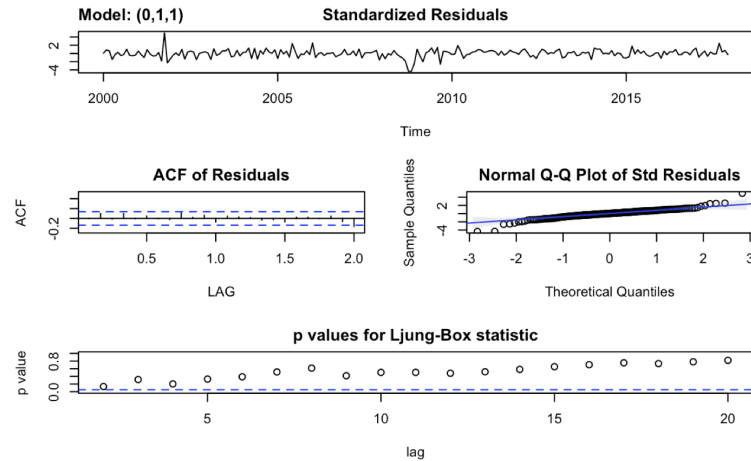 Model: (0,1,1) Standardized Residuals
2
-4
2000 2005 2010 2015
Time
ACF of Residuals
ACF
-0.2
0.5 1.0 1.5 2.0
LAG
Normal Q-Q Plot of Std Residuals
Sample Quantiles
2
-4
-3 -2 -1 0 1 2 3
Theoretical Quantiles
p values for Ljung-Box statistic
p value
0.8
0.0
5 10 15 20
lag